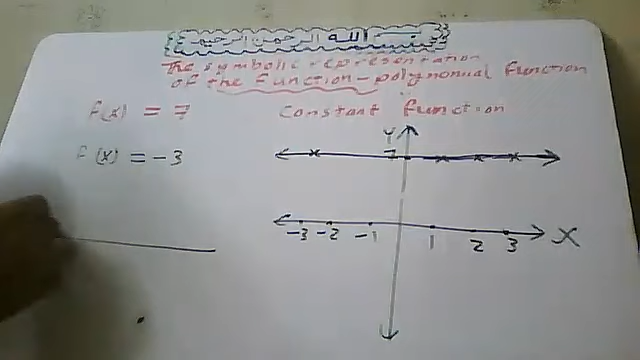 بسم الله الرحمن الرحيم
The symbolic representation
of the function - polynomial function
f(x) = 7
constant function
f(x) = -3
Y
7
-3 -2 -1 1 2 3 X